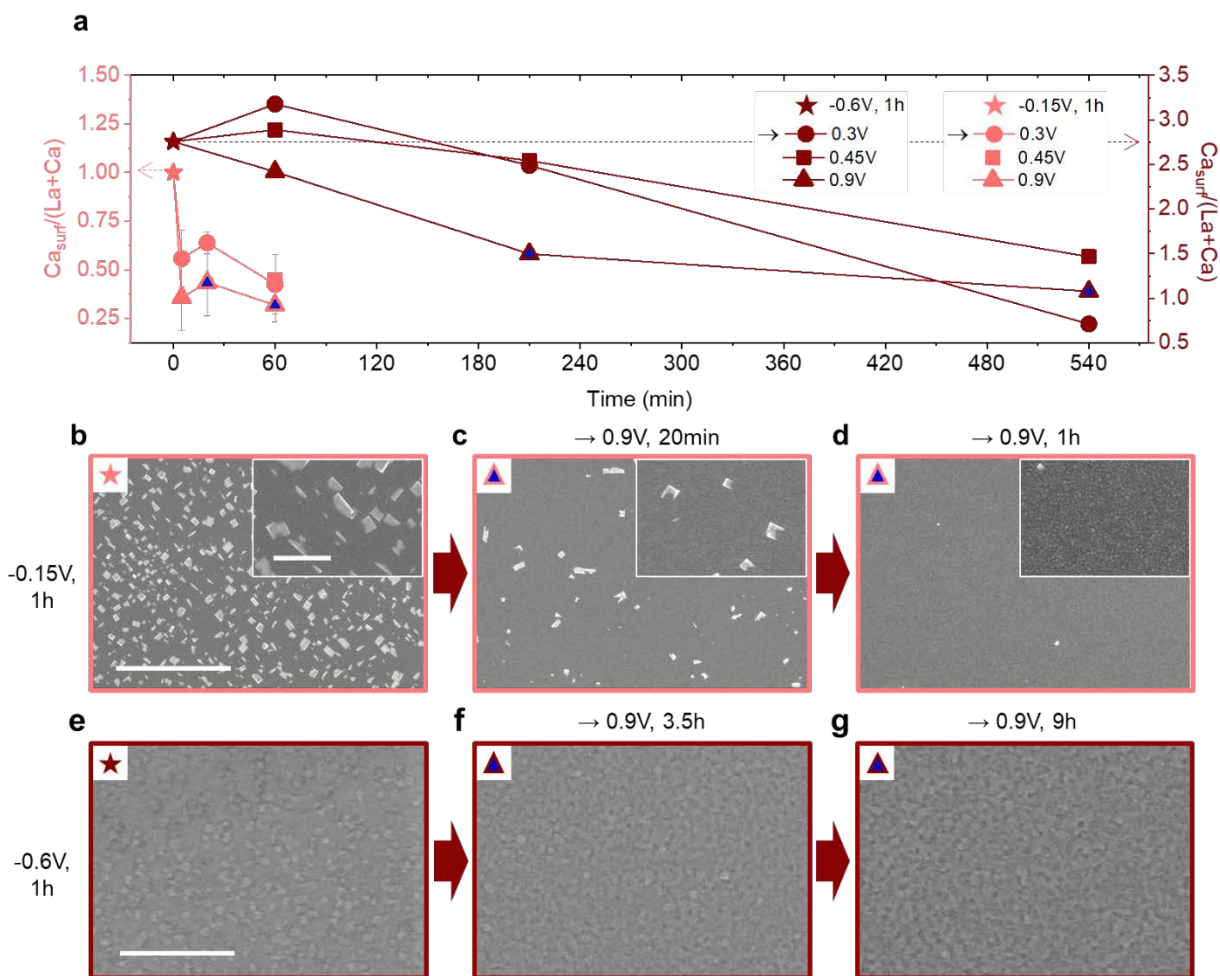 a
1.50
1.25
1.00
0.75
0.50
0.25
Ca_surf/(La+Ca)
3.5
3.0
2.5
2.0
1.5
1.0
0.5
Ca_surf/(La+Ca)
-0.6V, 1h
→ 0.3V
0.45V
0.9V
-0.15V, 1h
→ 0.3V
0.45V
0.9V
0 60 120 180 240 300 360 420 480 540
Time (min)
b
c
→ 0.9V, 20min
d
→ 0.9V, 1h
-0.15V,
1h
e
f
→ 0.9V, 3.5h
g
→ 0.9V, 9h
-0.6V,
1h